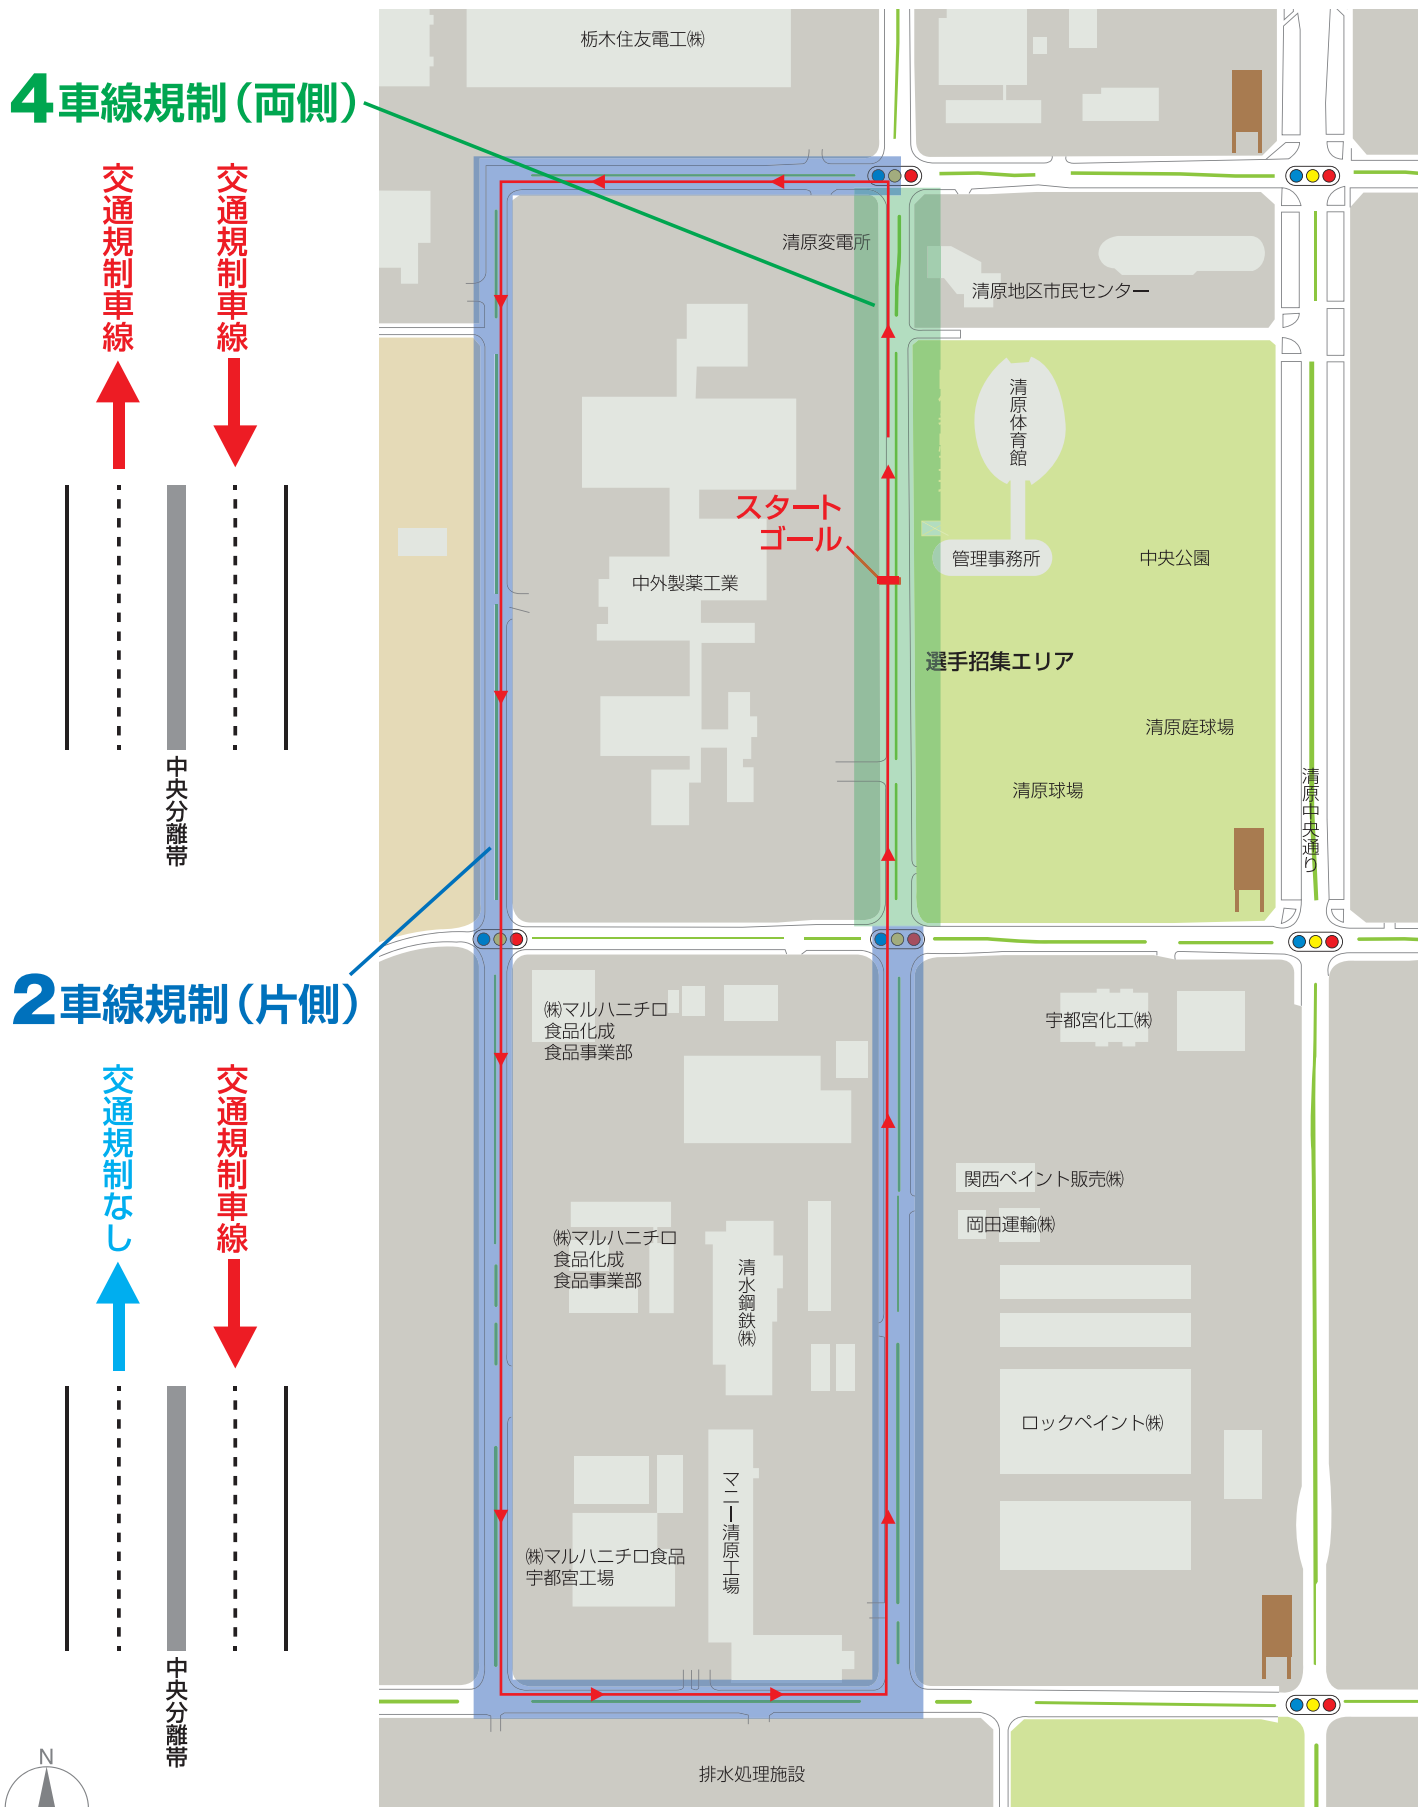 栃木住友電工㈱
4車線規制（両側）
交通規制車線
交通規制車線
中央分離帯
清原変電所
清原地区市民センター
清原体育館
スタート
ゴール
管理事務所
中央公園
中外製薬工業
選手招集エリア
清原庭球場
清原球場
清原中央通り
2車線規制（片側）
交通規制なし
交通規制車線
中央分離帯
㈱マルハニチロ
食品化成
食品事業部
宇都宮化工㈱
関西ペイント販売㈱
岡田運輸㈱
㈱マルハニチロ
食品化成
食品事業部
清水鋼鉄㈱
ロックペイント㈱
マニー清原工場
㈱マルハニチロ食品
宇都宮工場
排水処理施設
N